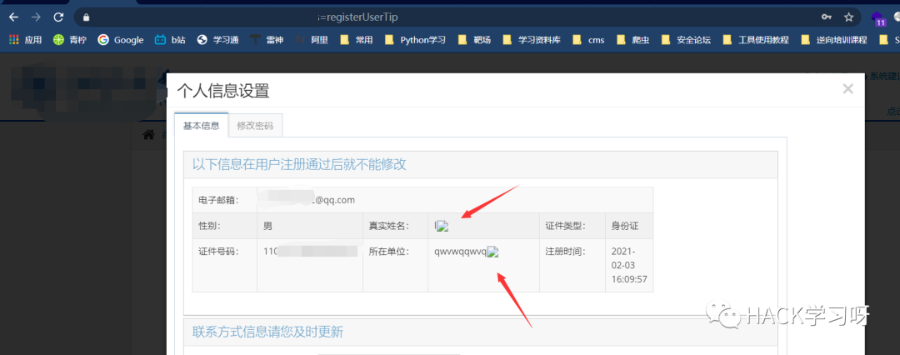 =registerUserTip
11
应用 青柠 Google b站 学习通 雷神 阿里 常用 Python学习 靶场 学习资料库 cms 爬虫 安全论坛 工具使用教程 逆向培训课程 S
系统建设
个人信息设置
基本信息 修改密码
以下信息在用户注册通过后就不能修改
电子邮箱: @qq.com
性别: 男 真实姓名: l 证件类型: 身份证
证件号码: 110 所在单位: qwvwqqwvq 注册时间: 2021-
02-03
16:09:57
联系方式信息请您及时更新
HACK学习呀